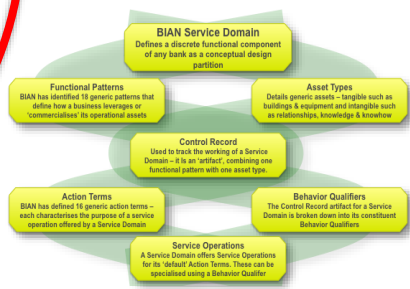 BIAN Service Domain
Defines a discrete functional component
of any bank as a conceptual design
partition
Functional Patterns
BIAN has identified 18 generic patterns that
define how a business leverages or
'commercialises' its operational assets
Asset Types
Details generic assets – tangible such as
buildings & equipment and intangible such
as relationships, knowledge & knowhow
Control Record
Used to track the working of a Service
Domain – it is an 'artifact', combining one
functional pattern with one asset type.
Action Terms
BIAN has defined 16 generic action terms –
each characterises the purpose of a service
operation offered by a Service Domain
Behavior Qualifiers
The Control Record artifact for a Service
Domain is broken down into its constituent
Behavior Qualifiers
Service Operations
A Service Domain offers Service Operations
for its 'default' Action Terms. These can be
specialised using a Behavior Qualifer